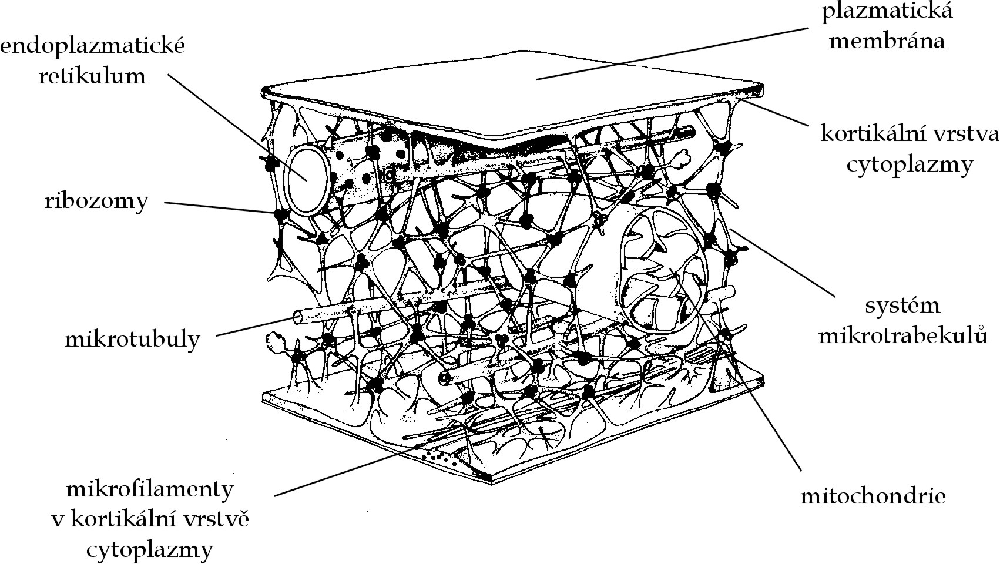 plazmatická
membrána
endoplazmatické
retikulum
kortikální vrstva
cytoplazmy
ribozomy
systém
mikrotrabekulů
mikrotubuly
mitochondrie
mikrofilamenty
v kortikální vrstvě
cytoplazmy